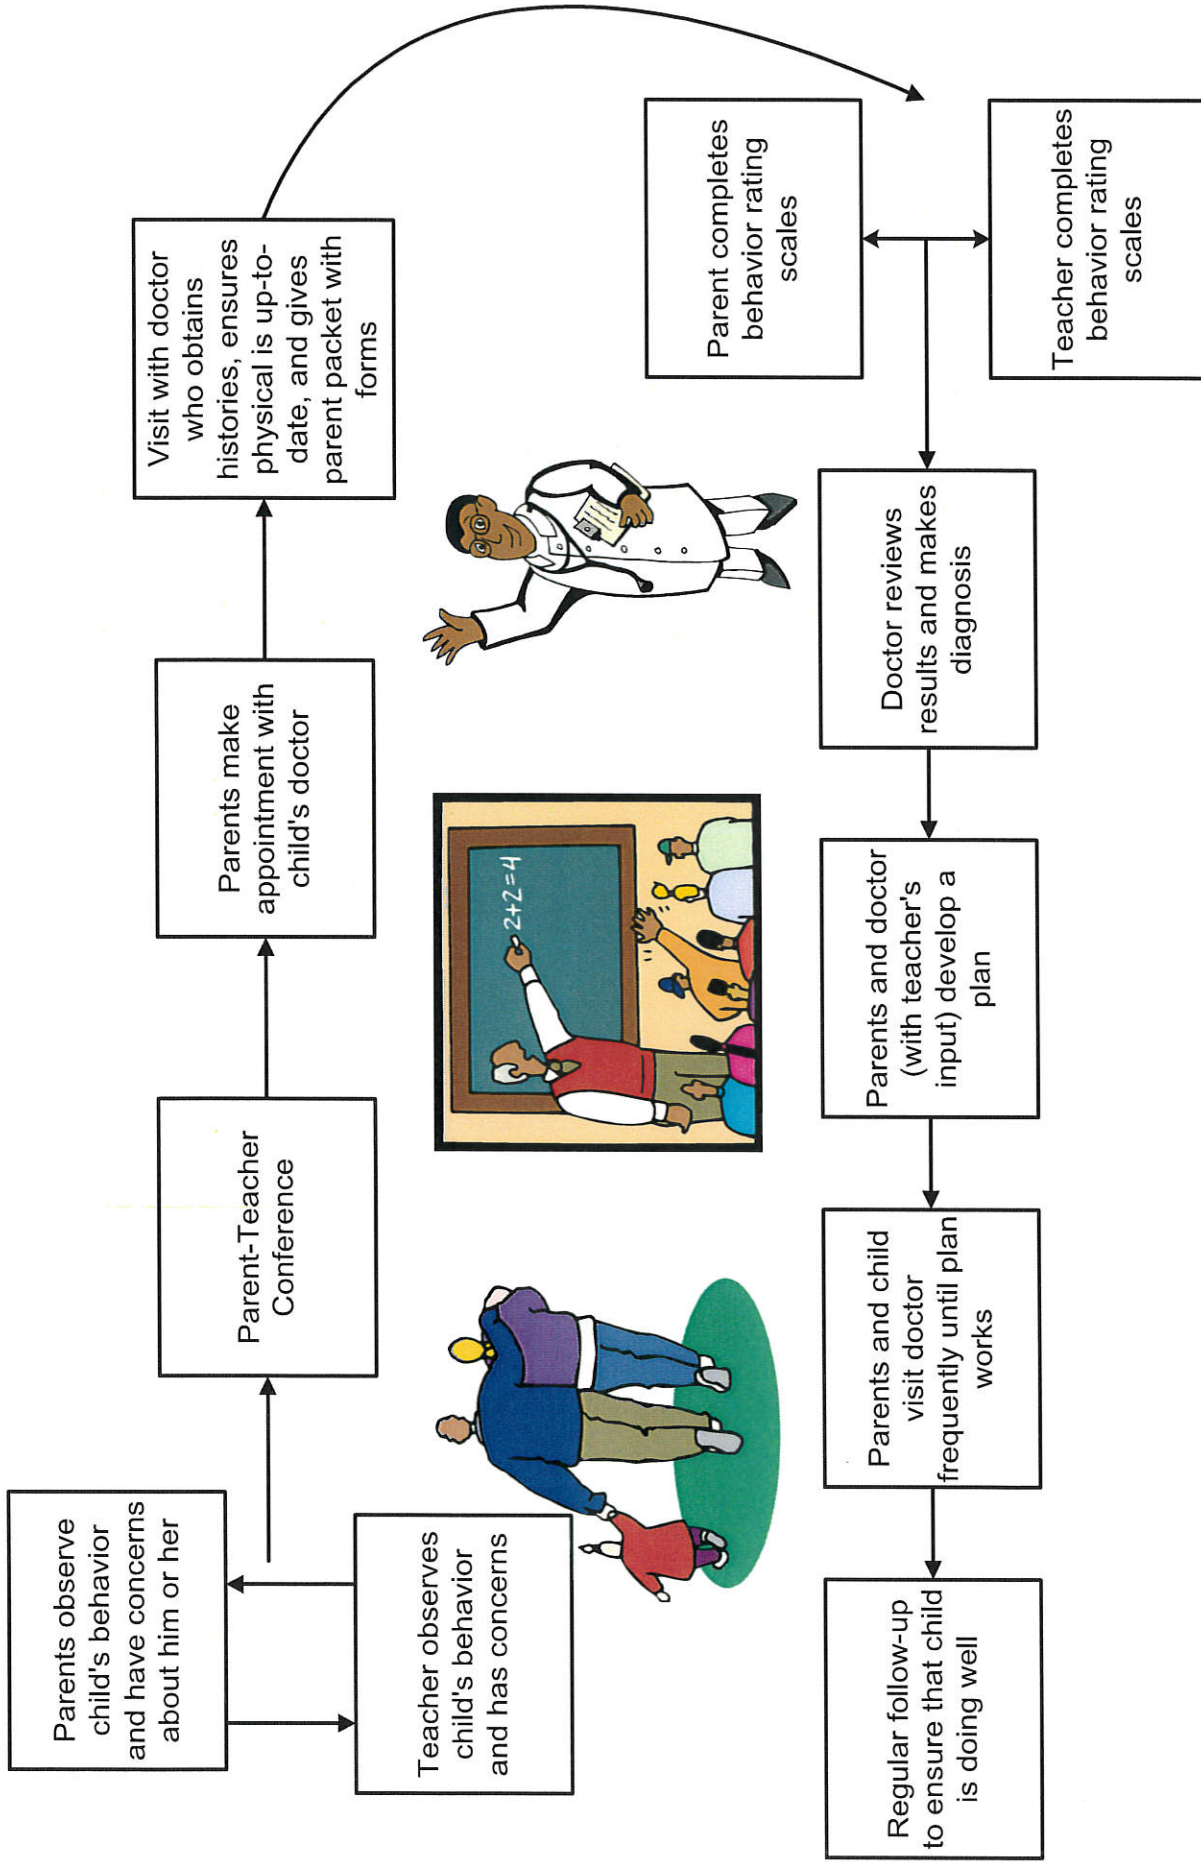 Parents observe
child's behavior
and have concerns
about him or her
Teacher observes
child's behavior
and has concerns
Parent-Teacher
Conference
Parents make
appointment with
child's doctor
Visit with doctor
who obtains
histories, ensures
physical is up-to-
date, and gives
parent packet with
forms
2+2=4
Parent completes
behavior rating
scales
Teacher completes
behavior rating
scales
Doctor reviews
results and makes
diagnosis
Parents and doctor
(with teacher's
input) develop a
plan
Parents and child
visit doctor
frequently until plan
works
Regular follow-up
to ensure that child
is doing well